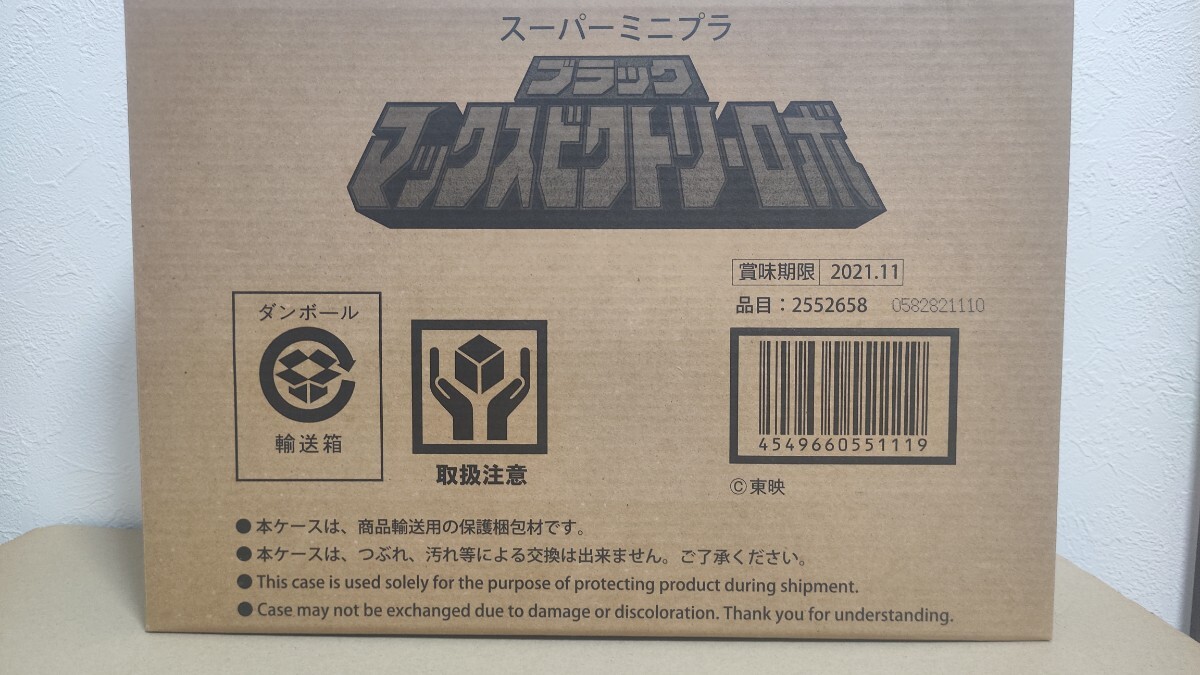 スーパーミニプラ
ブラック
マックスビクトリーロボ
賞味期限 2021.11
品目：2552658 0582821110
ダンボール
輸送箱
取扱注意
4549660551119
©東映
● 本ケースは、商品輸送用の保護梱包材です。
● 本ケースは、つぶれ、汚れ等による交換は出来ません。ご了承ください。
● This case is used solely for the purpose of protecting product during shipment.
● Case may not be exchanged due to damage or discoloration. Thank you for understanding.